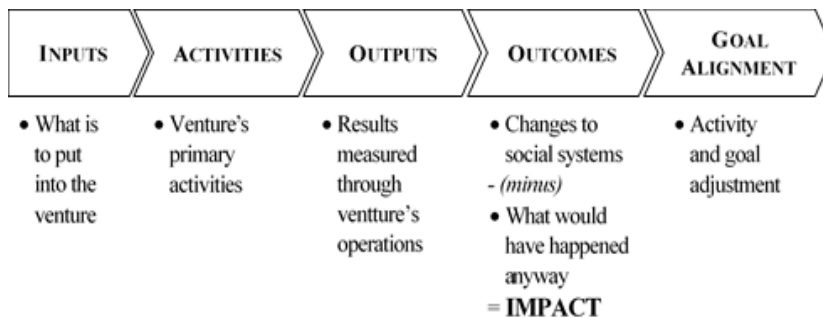 INPUTS
ACTIVITIES
OUTPUTS
OUTCOMES
GOAL
ALIGNMENT
• What is
to put
into the
venture
• Venture's
primary
activities
• Results
measured
through
ventture's
operations
• Changes to
social systems
- (minus)
• What would
have happened
anyway
= IMPACT
• Activity
and goal
adjustment